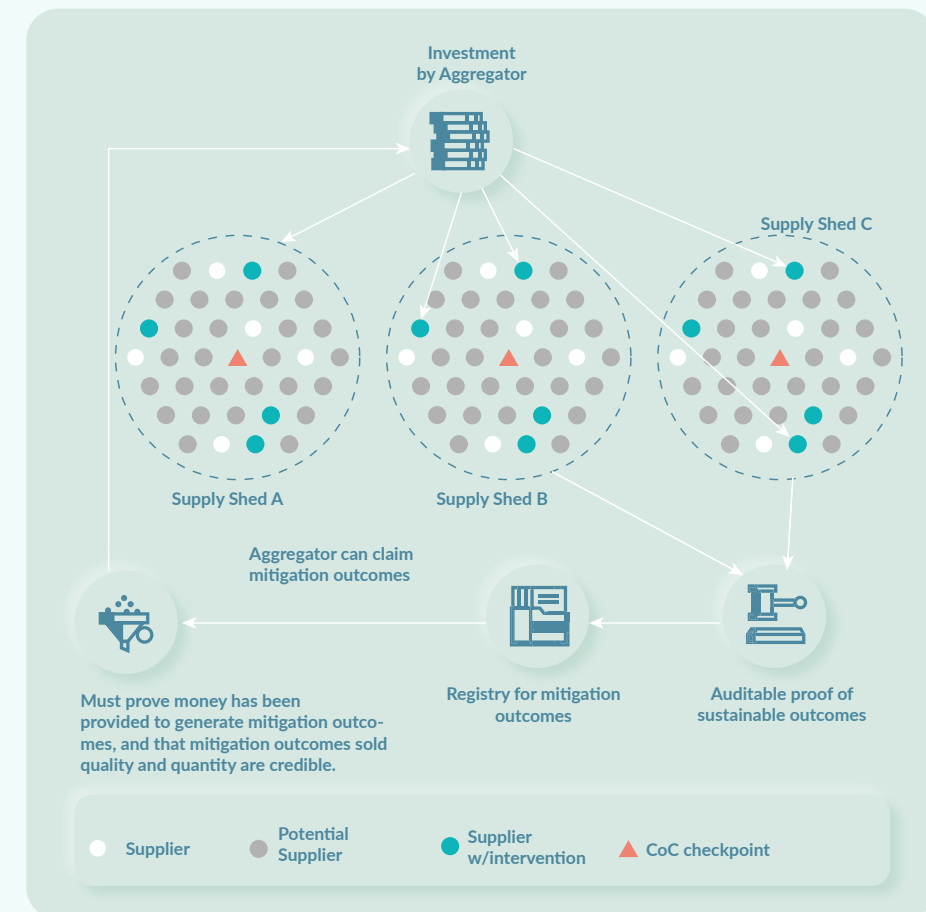 Investment
by Aggregator
Supply Shed C
Supply Shed A
Supply Shed B
Aggregator can claim
mitigation outcomes
Must prove money has been
provided to generate mitigation outco-
mes, and that mitigation outcomes sold
quality and quantity are credible.
Registry for mitigation
outcomes
Auditable proof of
sustainable outcomes
Supplier
Potential
Supplier
Supplier
w/intervention
CoC checkpoint